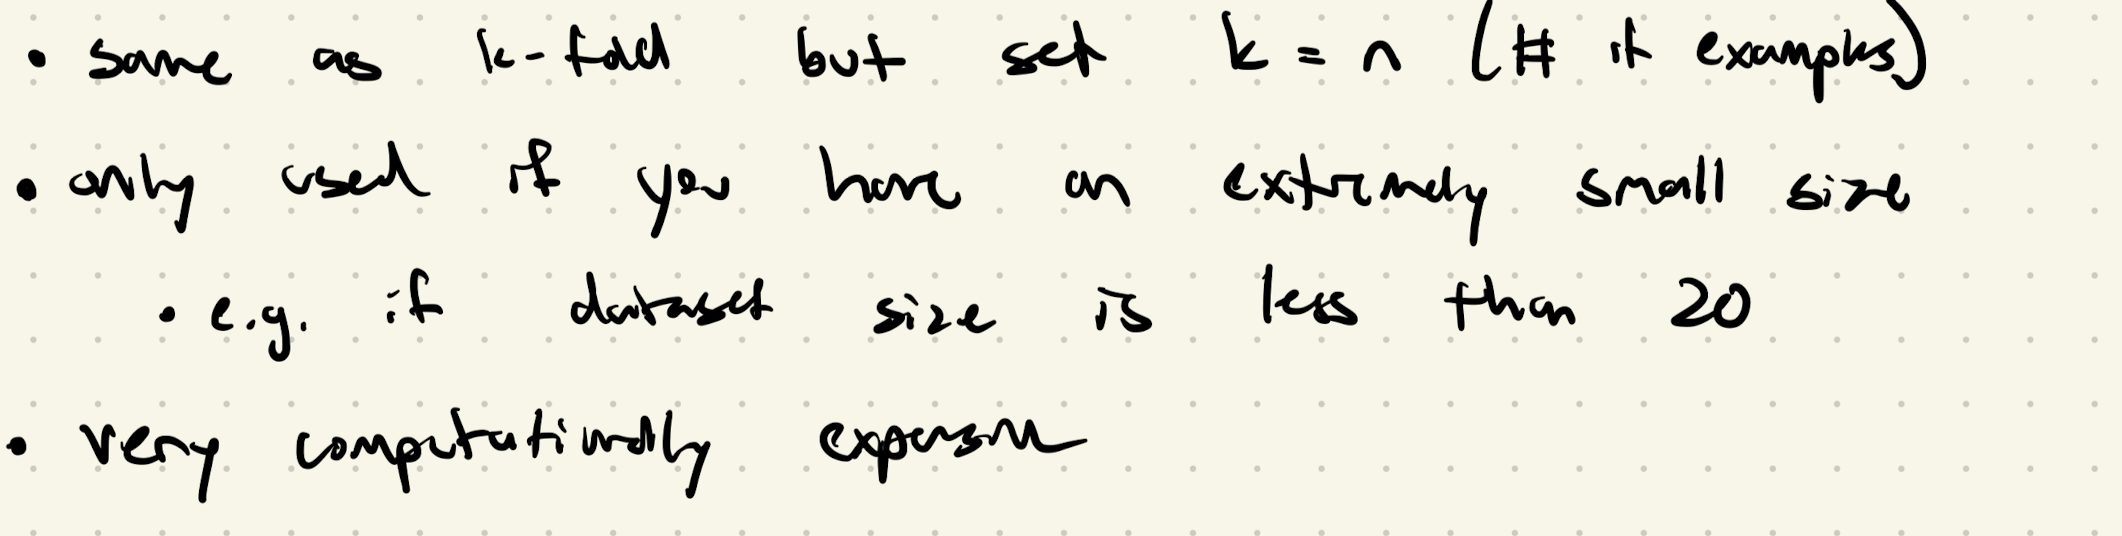 • same as k-fold but set k = n (# of examples)
• only used if you have an extremely small size
• e.g. if dataset size is less than 20
• very computationally expensive